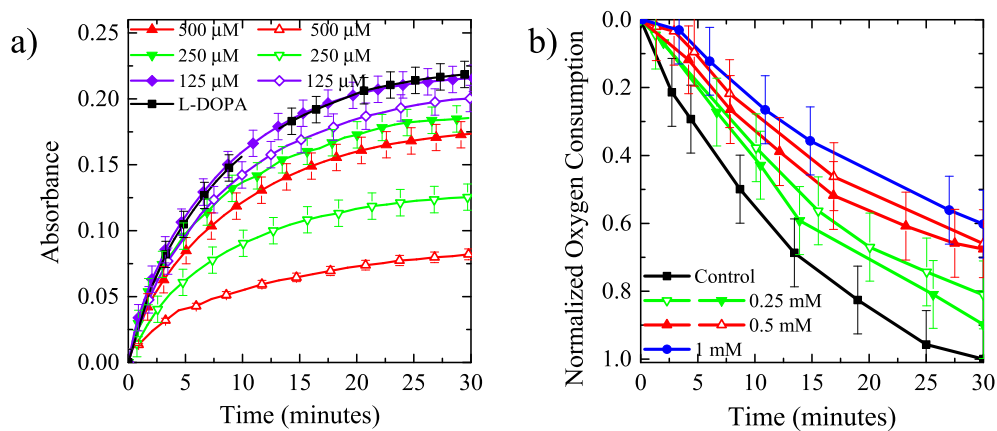 a)
0.25
0.20
0.15
0.10
0.05
0.00
Absorbance
500 µM
500 µM
250 µM
250 µM
125 µM
125 µM
L-DOPA
0
5
10
15
20
25
30
Time (minutes)
b)
0.0
0.2
0.4
0.6
0.8
1.0
Normalized Oxygen Consumption
Control
0.25 mM
0.5 mM
1 mM
0
5
10
15
20
25
30
Time (minutes)